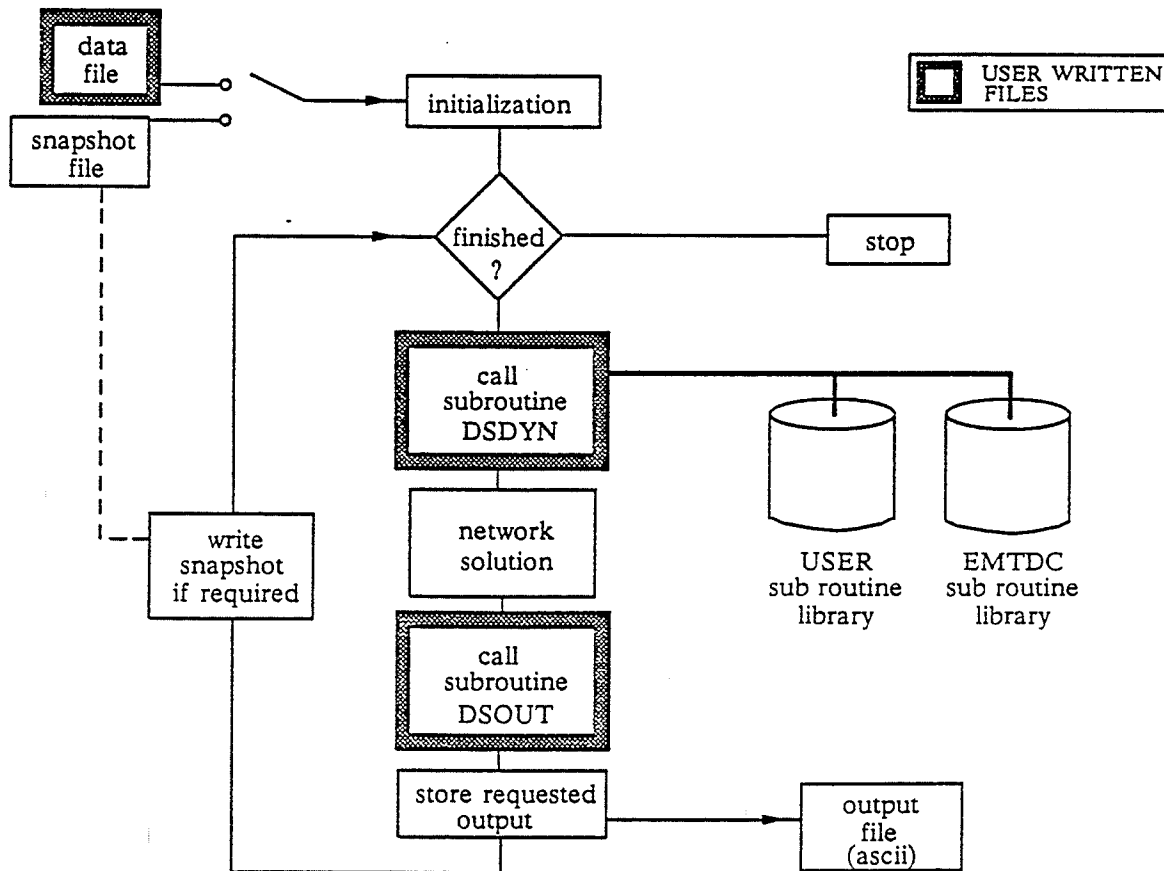 data
file
USER WRITTEN
FILES
initialization
snapshot
file
finished
?
stop
call
subroutine
DSDYN
write
snapshot
if required
network
solution
USER
sub routine
library
EMTDC
sub routine
library
call
subroutine
DSOUT
store requested
output
output
file
(ascii)